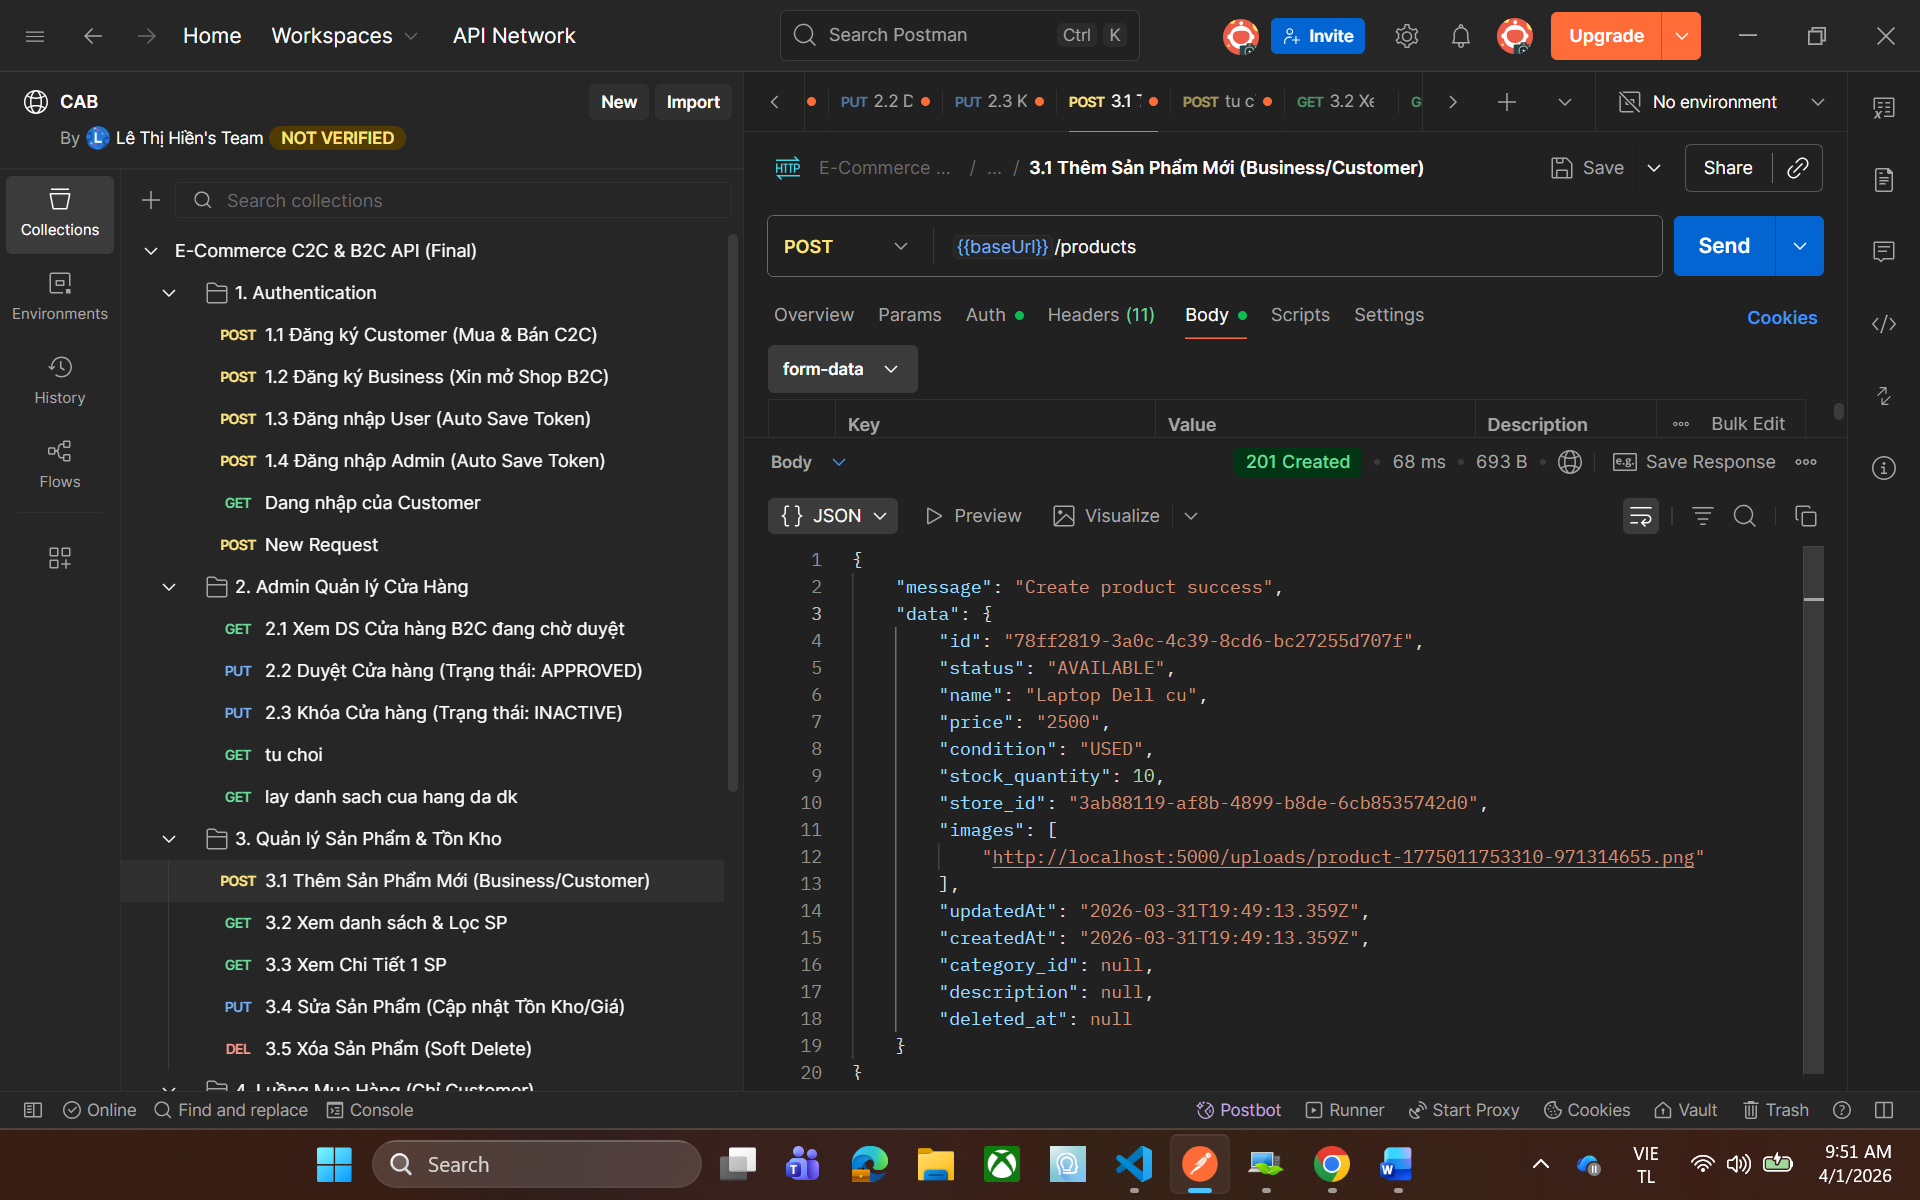 Home
Workspaces
API Network
Search Postman
Ctrl
K
Invite
Upgrade
CAB
New
Import
By
L
Lê Thị Hiền's Team
NOT VERIFIED
PUT 2.2 D
PUT 2.3 K
POST 3.1
POST tu c
GET 3.2
G
No environment
HTTP
E-Commerce ...
/ ... /
3.1 Thêm Sản Phẩm Mới (Business/Customer)
Save
Share
Collections
Environments
History
Flows
Search collections
E-Commerce C2C & B2C API (Final)
1. Authentication
POST 1.1 Đăng ký Customer (Mua & Bán C2C)
POST 1.2 Đăng ký Business (Xin mở Shop B2C)
POST 1.3 Đăng nhập User (Auto Save Token)
POST 1.4 Đăng nhập Admin (Auto Save Token)
GET Dang nhập của Customer
POST New Request
2. Admin Quản lý Cửa Hàng
GET 2.1 Xem DS Cửa hàng B2C đang chờ duyệt
PUT 2.2 Duyệt Cửa hàng (Trạng thái: APPROVED)
PUT 2.3 Khóa Cửa hàng (Trạng thái: INACTIVE)
GET tu choi
GET lay danh sach cua hang da dk
3. Quản lý Sản Phẩm & Tồn Kho
POST 3.1 Thêm Sản Phẩm Mới (Business/Customer)
GET 3.2 Xem danh sách & Lọc SP
GET 3.3 Xem Chi Tiết 1 SP
PUT 3.4 Sửa Sản Phẩm (Cập nhật Tồn Kho/Giá)
DEL 3.5 Xóa Sản Phẩm (Soft Delete)
4. Luồng Mua Hàng (Chỉ Customer)
POST
{{baseUrl}} /products
Send
Overview
Params
Auth
Headers (11)
Body
Scripts
Settings
Cookies
form-data
Key
Value
Description
Bulk Edit
Body
201 Created
68 ms
693 B
e.g.
Save Response
{} JSON
Preview
Visualize
1 {
2 "message": "Create product success",
3 "data": {
4 "id": "78ff2819-3a0c-4c39-8cd6-bc27255d707f",
5 "status": "AVAILABLE",
6 "name": "Laptop Dell cu",
7 "price": "2500",
8 "condition": "USED",
9 "stock_quantity": 10,
10 "store_id": "3ab88119-af8b-4899-b8de-6cb8535742d0",
11 "images": [
12 "http://localhost:5000/uploads/product-1775011753310-971314655.png"
13 ],
14 "updatedAt": "2026-03-31T19:49:13.359Z",
15 "createdAt": "2026-03-31T19:49:13.359Z",
16 "category_id": null,
17 "description": null,
18 "deleted_at": null
19 }
20 }
Online
Find and replace
Console
Postbot
Runner
Start Proxy
Cookies
Vault
Trash
Search
VIE
TL
9:51 AM
4/1/2026